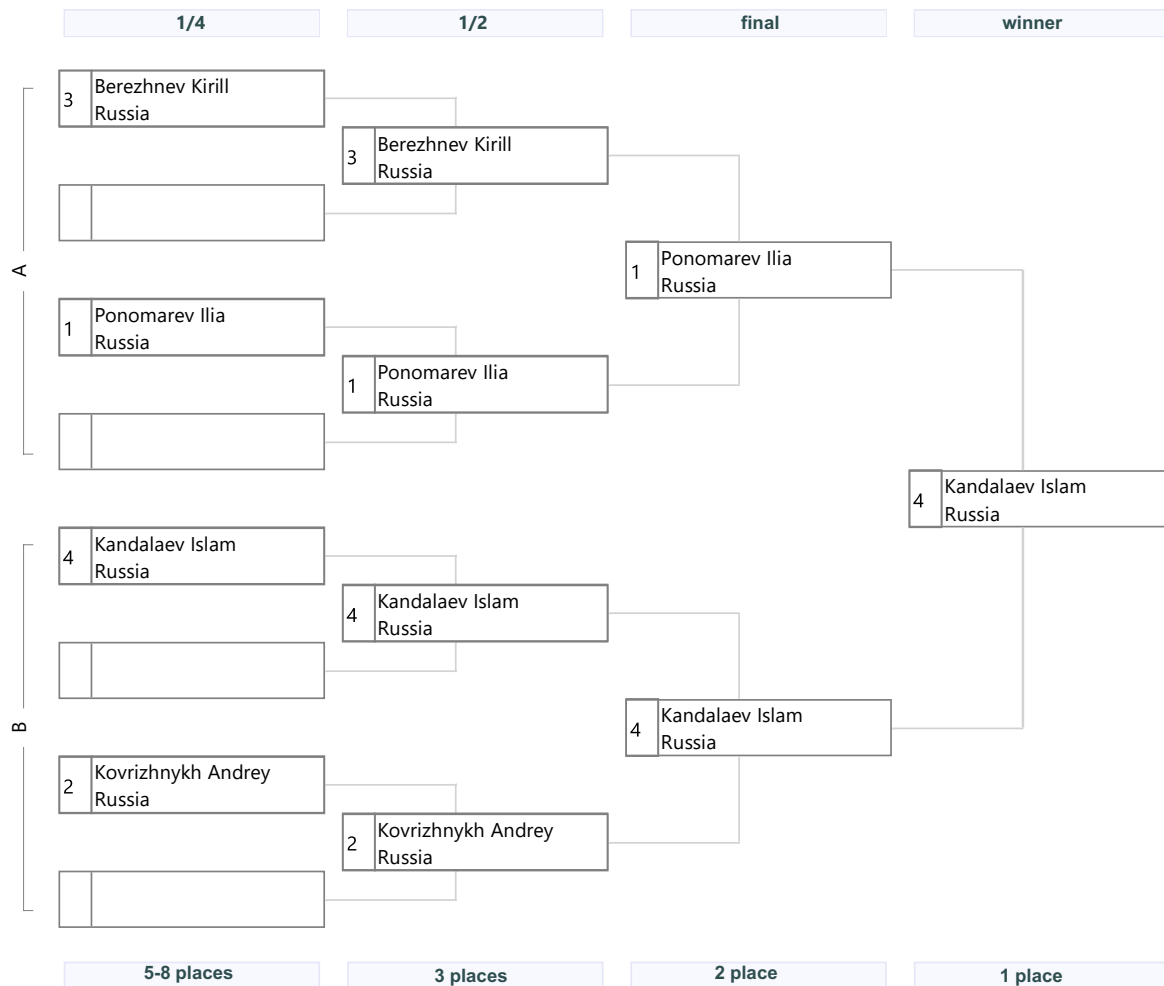 1/4
1/2
final
winner
3 Berezhnev Kirill
Russia
3 Berezhnev Kirill
Russia
A
1 Ponomarev Ilia
Russia
1 Ponomarev Ilia
Russia
1 Ponomarev Ilia
Russia
4 Kandalaev Islam
Russia
4 Kandalaev Islam
Russia
4 Kandalaev Islam
Russia
B
4 Kandalaev Islam
Russia
2 Kovrizhnykh Andrey
Russia
2 Kovrizhnykh Andrey
Russia
5-8 places
3 places
2 place
1 place